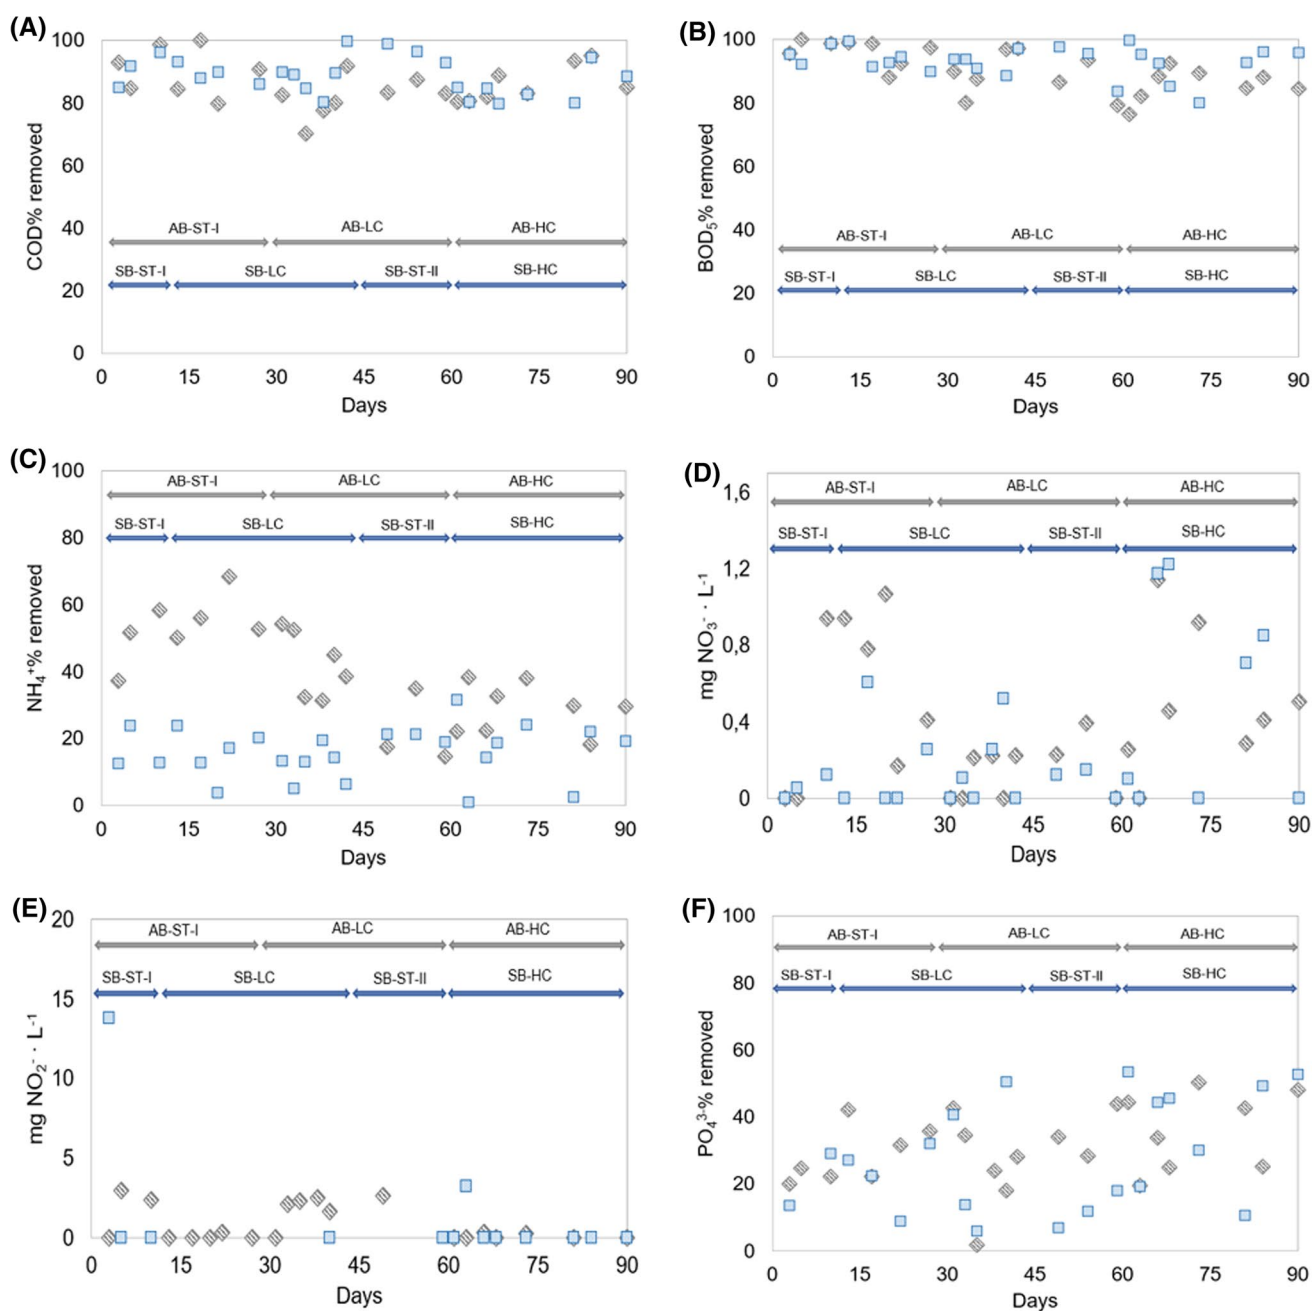 (A)
100
80
60
40
20
0
COD% removed
AB-ST-I AB-LC AB-HC
SB-ST-I SB-LC SB-ST-II SB-HC
0 15 30 45 60 75 90
Days
(B)
100
80
60
40
20
0
BOD₅% removed
AB-ST-I AB-LC AB-HC
SB-ST-I SB-LC SB-ST-II SB-HC
0 15 30 45 60 75 90
Days
(C)
100
80
60
40
20
0
NH₄⁺% removed
AB-ST-I AB-LC AB-HC
SB-ST-I SB-LC SB-ST-II SB-HC
0 15 30 45 60 75 90
Days
(D)
1,6
1,2
0,8
0,4
0
mg NO₃⁻ · L⁻¹
AB-ST-I AB-LC AB-HC
SB-ST-I SB-LC SB-ST-II SB-HC
0 15 30 45 60 75 90
Days
(E)
20
15
10
5
0
mg NO₂⁻ · L⁻¹
AB-ST-I AB-LC AB-HC
SB-ST-I SB-LC SB-ST-II SB-HC
0 15 30 45 60 75 90
Days
(F)
100
80
60
40
20
0
PO₄³⁻% removed
AB-ST-I AB-LC AB-HC
SB-ST-I SB-LC SB-ST-II SB-HC
0 15 30 45 60 75 90
Days